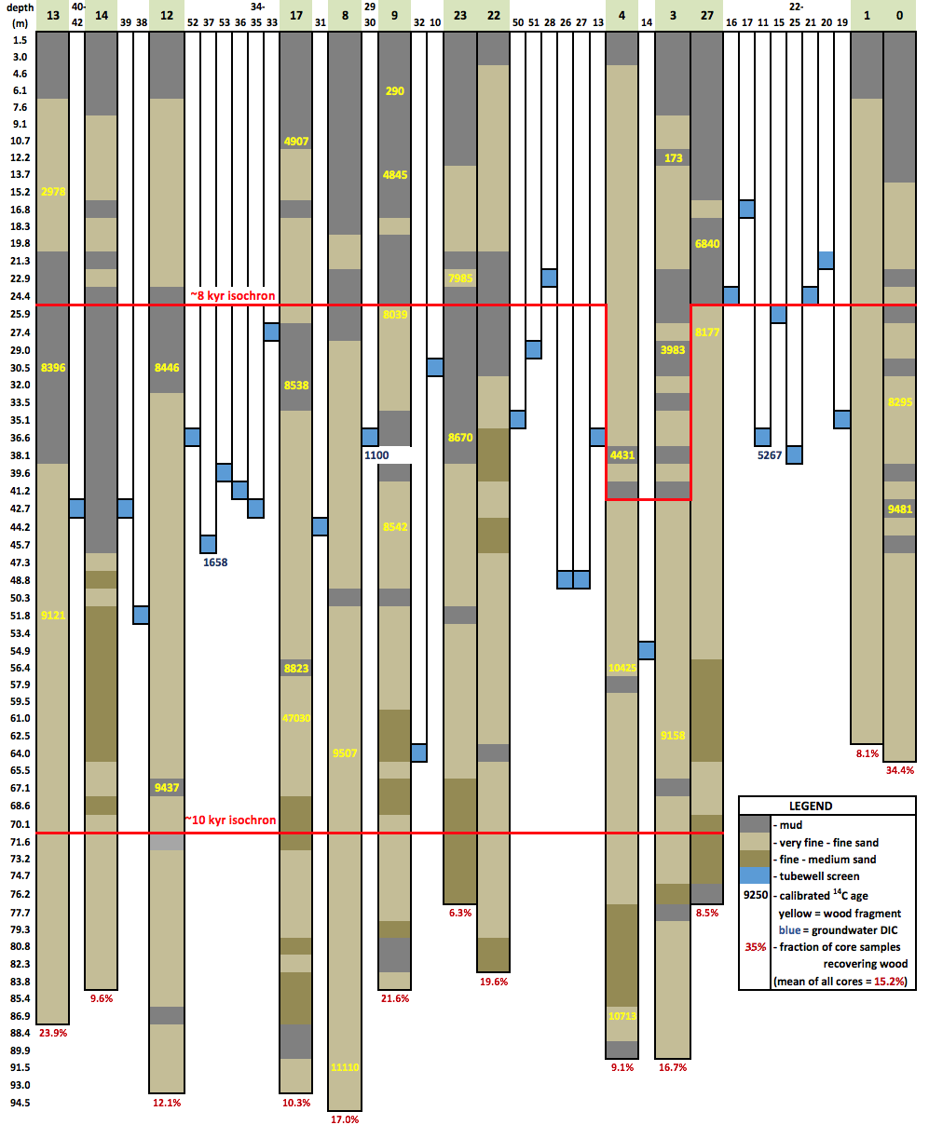 depth 40- 34- 29 22-
(m) 13 42 14 39 38 12 52 37 53 36 35 33 17 31 8 30 9 32 10 23 22 50 51 28 26 27 13 4 14 3 27 16 17 11 15 25 21 20 19 1 0
1.5
3.0
4.6
6.1 290
7.6
9.1
10.7 4907
12.2 173
13.7 4845
15.2 2978
16.8
18.3
19.8 6840
21.3
22.9 7985
24.4 ~8 kyr isochron
25.9 8039
27.4 8177
29.0 3983
30.5 8396 8446
32.0 8538
33.5 8295
35.1
36.6 8670
38.1 1100 4431 5267
39.6
41.2
42.7 9481
44.2 8542
45.7
47.3 1658
48.8
50.3
51.8 9121
53.4
54.9
56.4 8823 10425
57.9
59.5
61.0 47030
62.5 9158
64.0 9507 8.1%
65.5 34.4%
67.1 9437
68.6 LEGEND
70.1 ~10 kyr isochron - mud
71.6 - very fine - fine sand
73.2 - fine - medium sand
74.7 - tubewell screen
76.2 9250 - calibrated 14C age
77.7 6.3% 8.5% yellow = wood fragment
79.3 blue = groundwater DIC
80.8 35% - fraction of core samples
82.3 recovering wood
83.8 19.6% (mean of all cores = 15.2%)
85.4 9.6% 21.6%
86.9 10713
88.4 23.9%
89.9
91.5 11110 9.1% 16.7%
93.0
94.5 12.1% 10.3%
17.0%